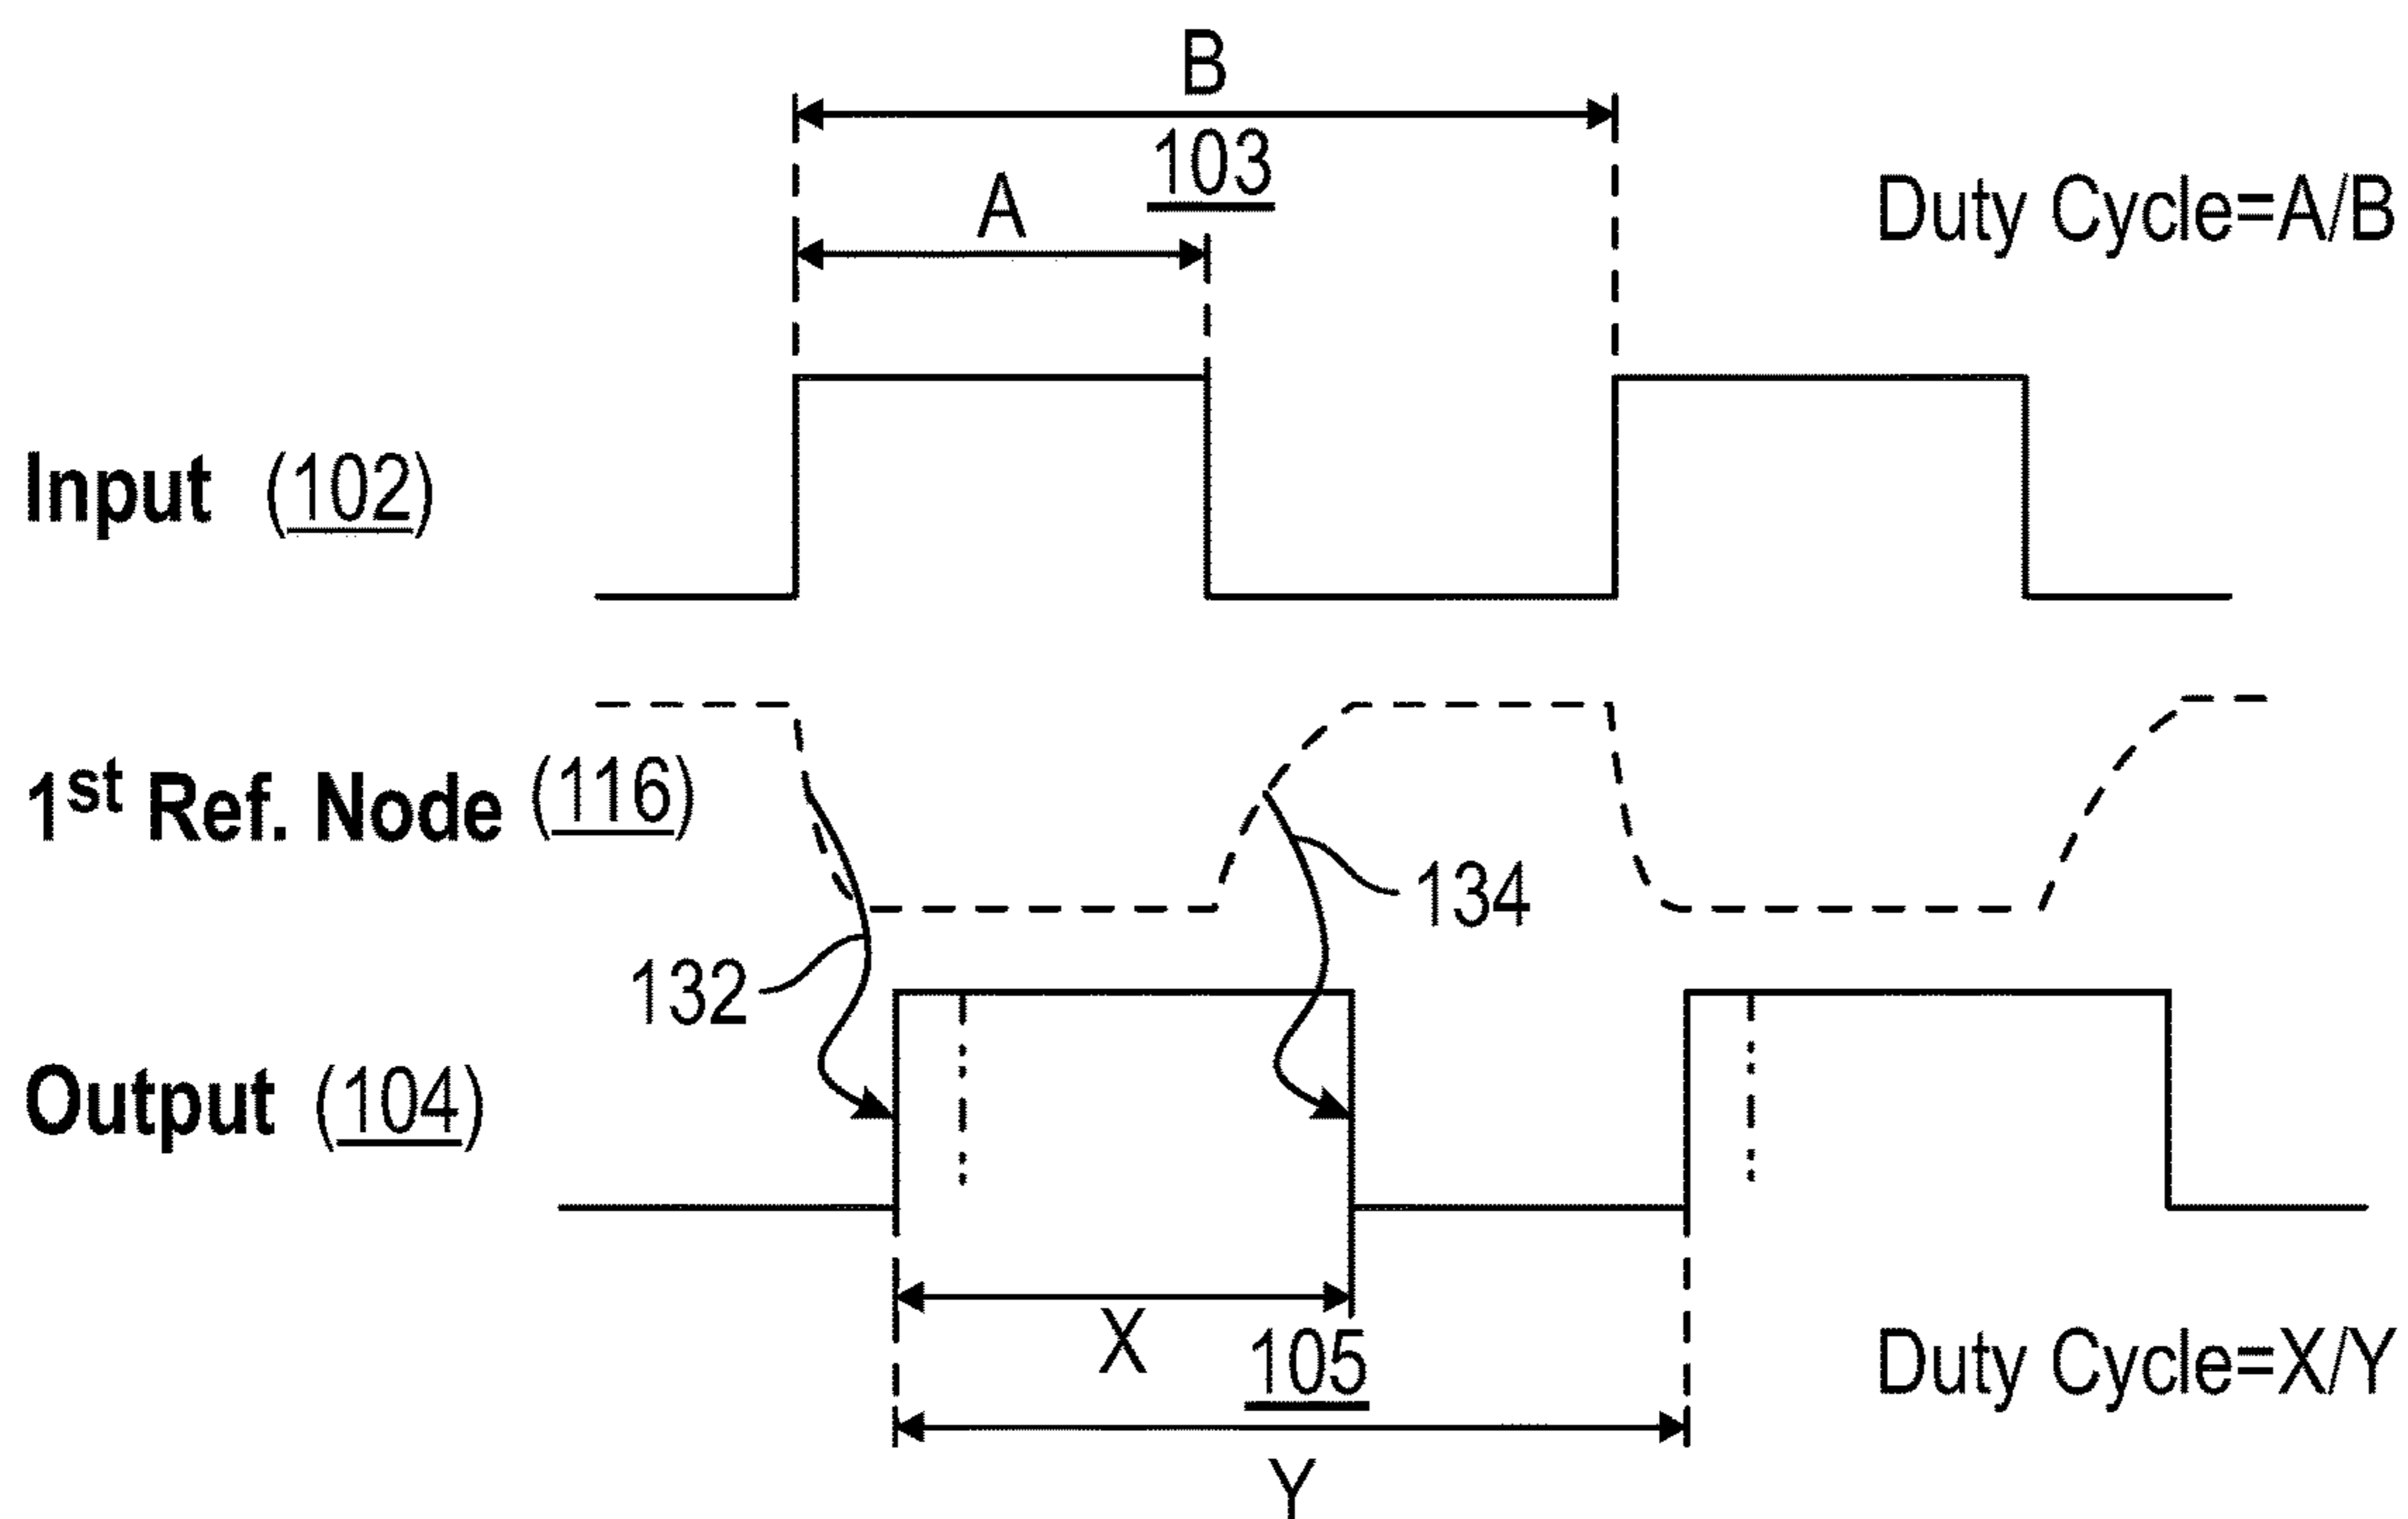 B
103
A
Duty Cycle=A/B
Input (102)
1st Ref. Node (116)
134
132
Output (104)
X
105
Duty Cycle=X/Y
Y